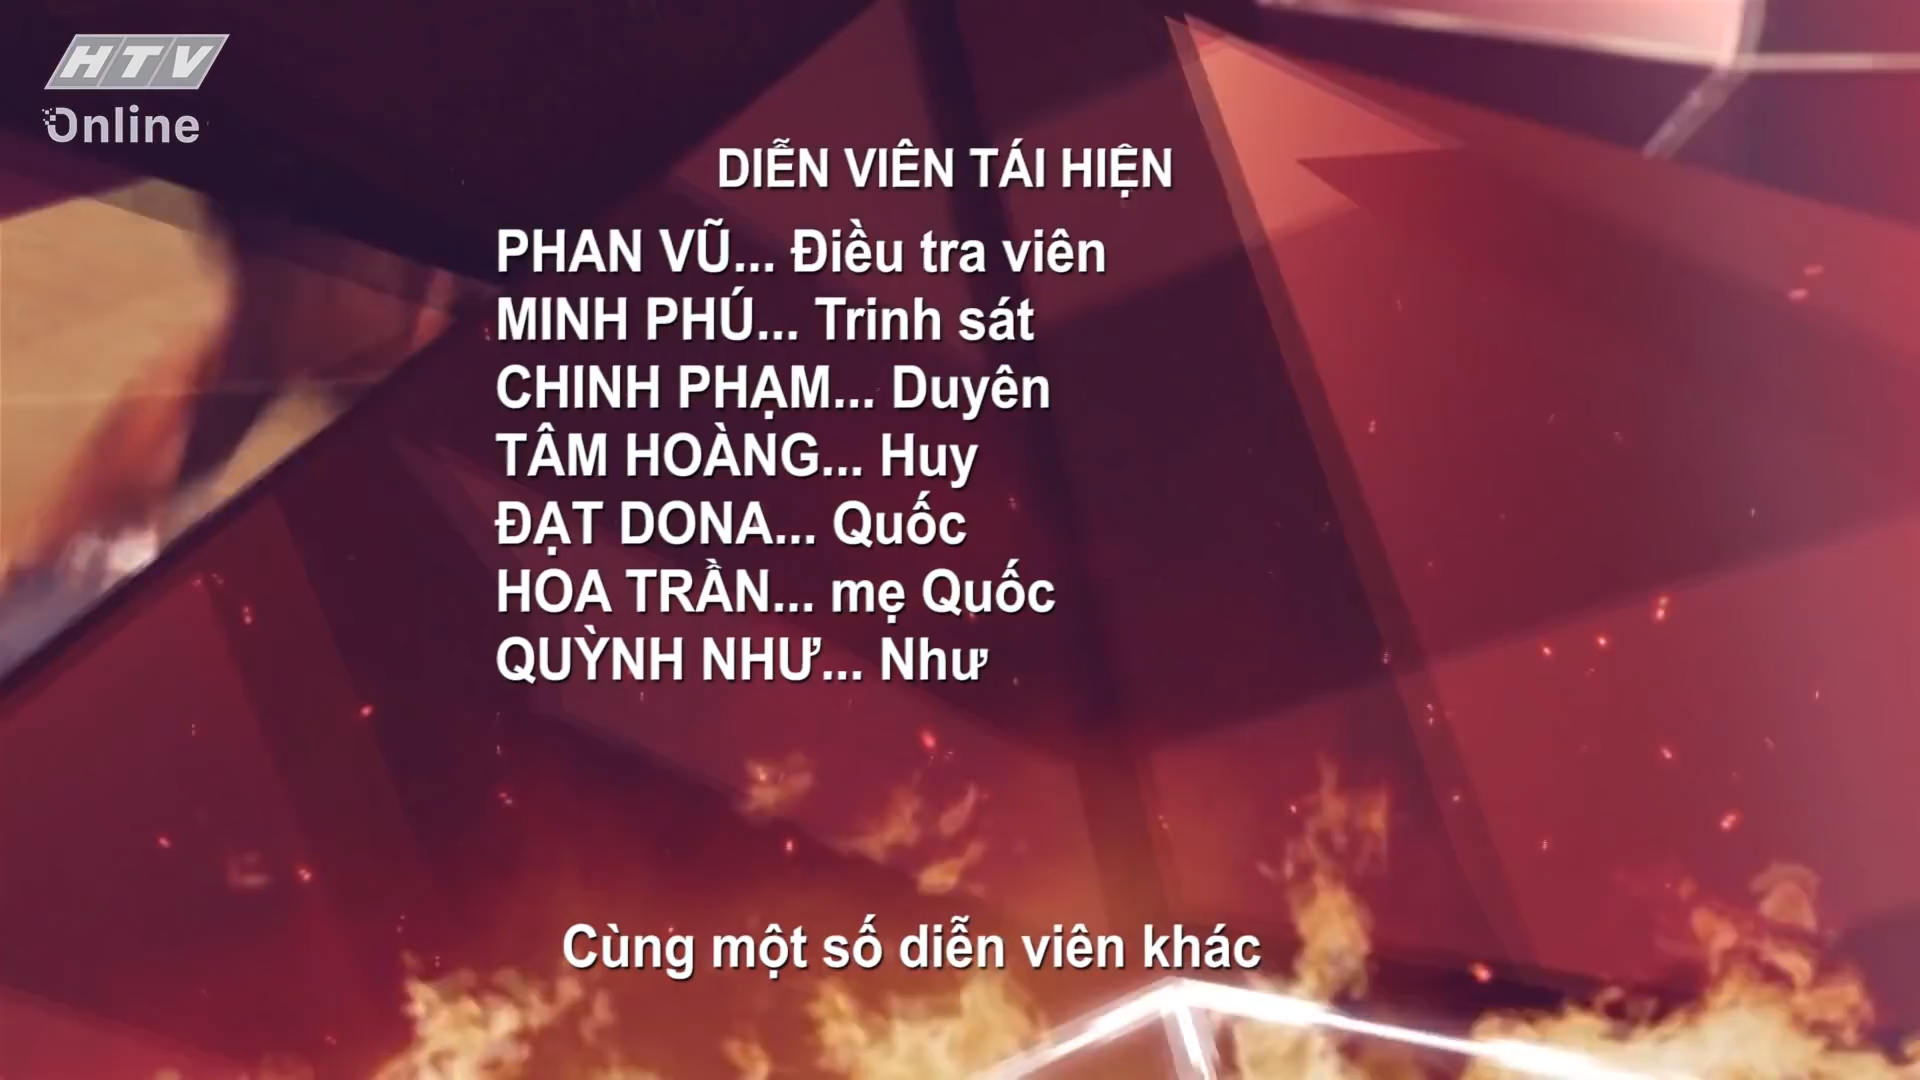 HTV
Online
DIỄN VIÊN TÁI HIỆN
PHAN VŨ... Điều tra viên
MINH PHÚ... Trinh sát
CHINH PHẠM... Duyên
TÂM HOÀNG... Huy
ĐẠT DONA... Quốc
HOA TRẦN... mẹ Quốc
QUỲNH NHƯ... Như
Cùng một số diễn viên khác